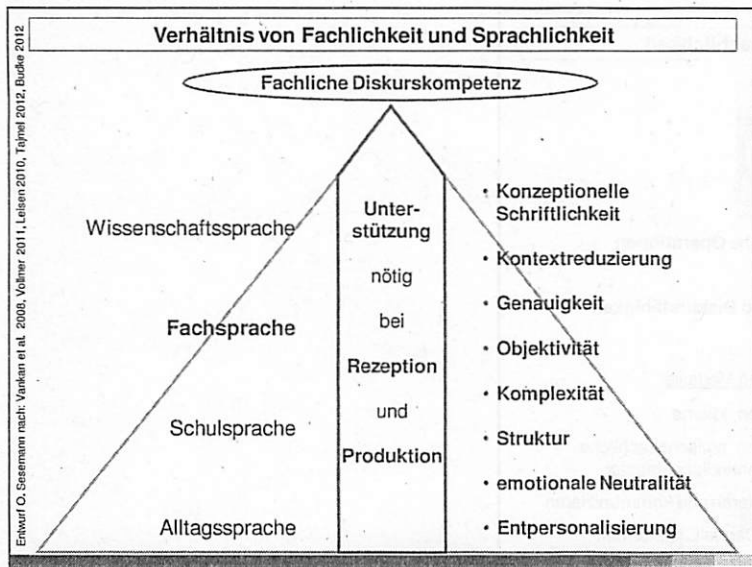 Verhältnis von Fachlichkeit und Sprachlichkeit
Fachliche Diskurskompetenz
Wissenschaftssprache
Fachsprache
Schulsprache
Alltagssprache
Unter-
stützung
nötig
bei
Rezeption
und
Produktion
• Konzeptionelle
Schriftlichkeit
• Kontextreduzierung
• Genauigkeit
• Objektivität
• Komplexität
• Struktur
• emotionale Neutralität
• Entpersonalisierung
Entwurf O. Sesemann nach: Vankan et al. 2008, Vollmer 2011, Leisen 2010, Tajmel 2012, Budke 2012